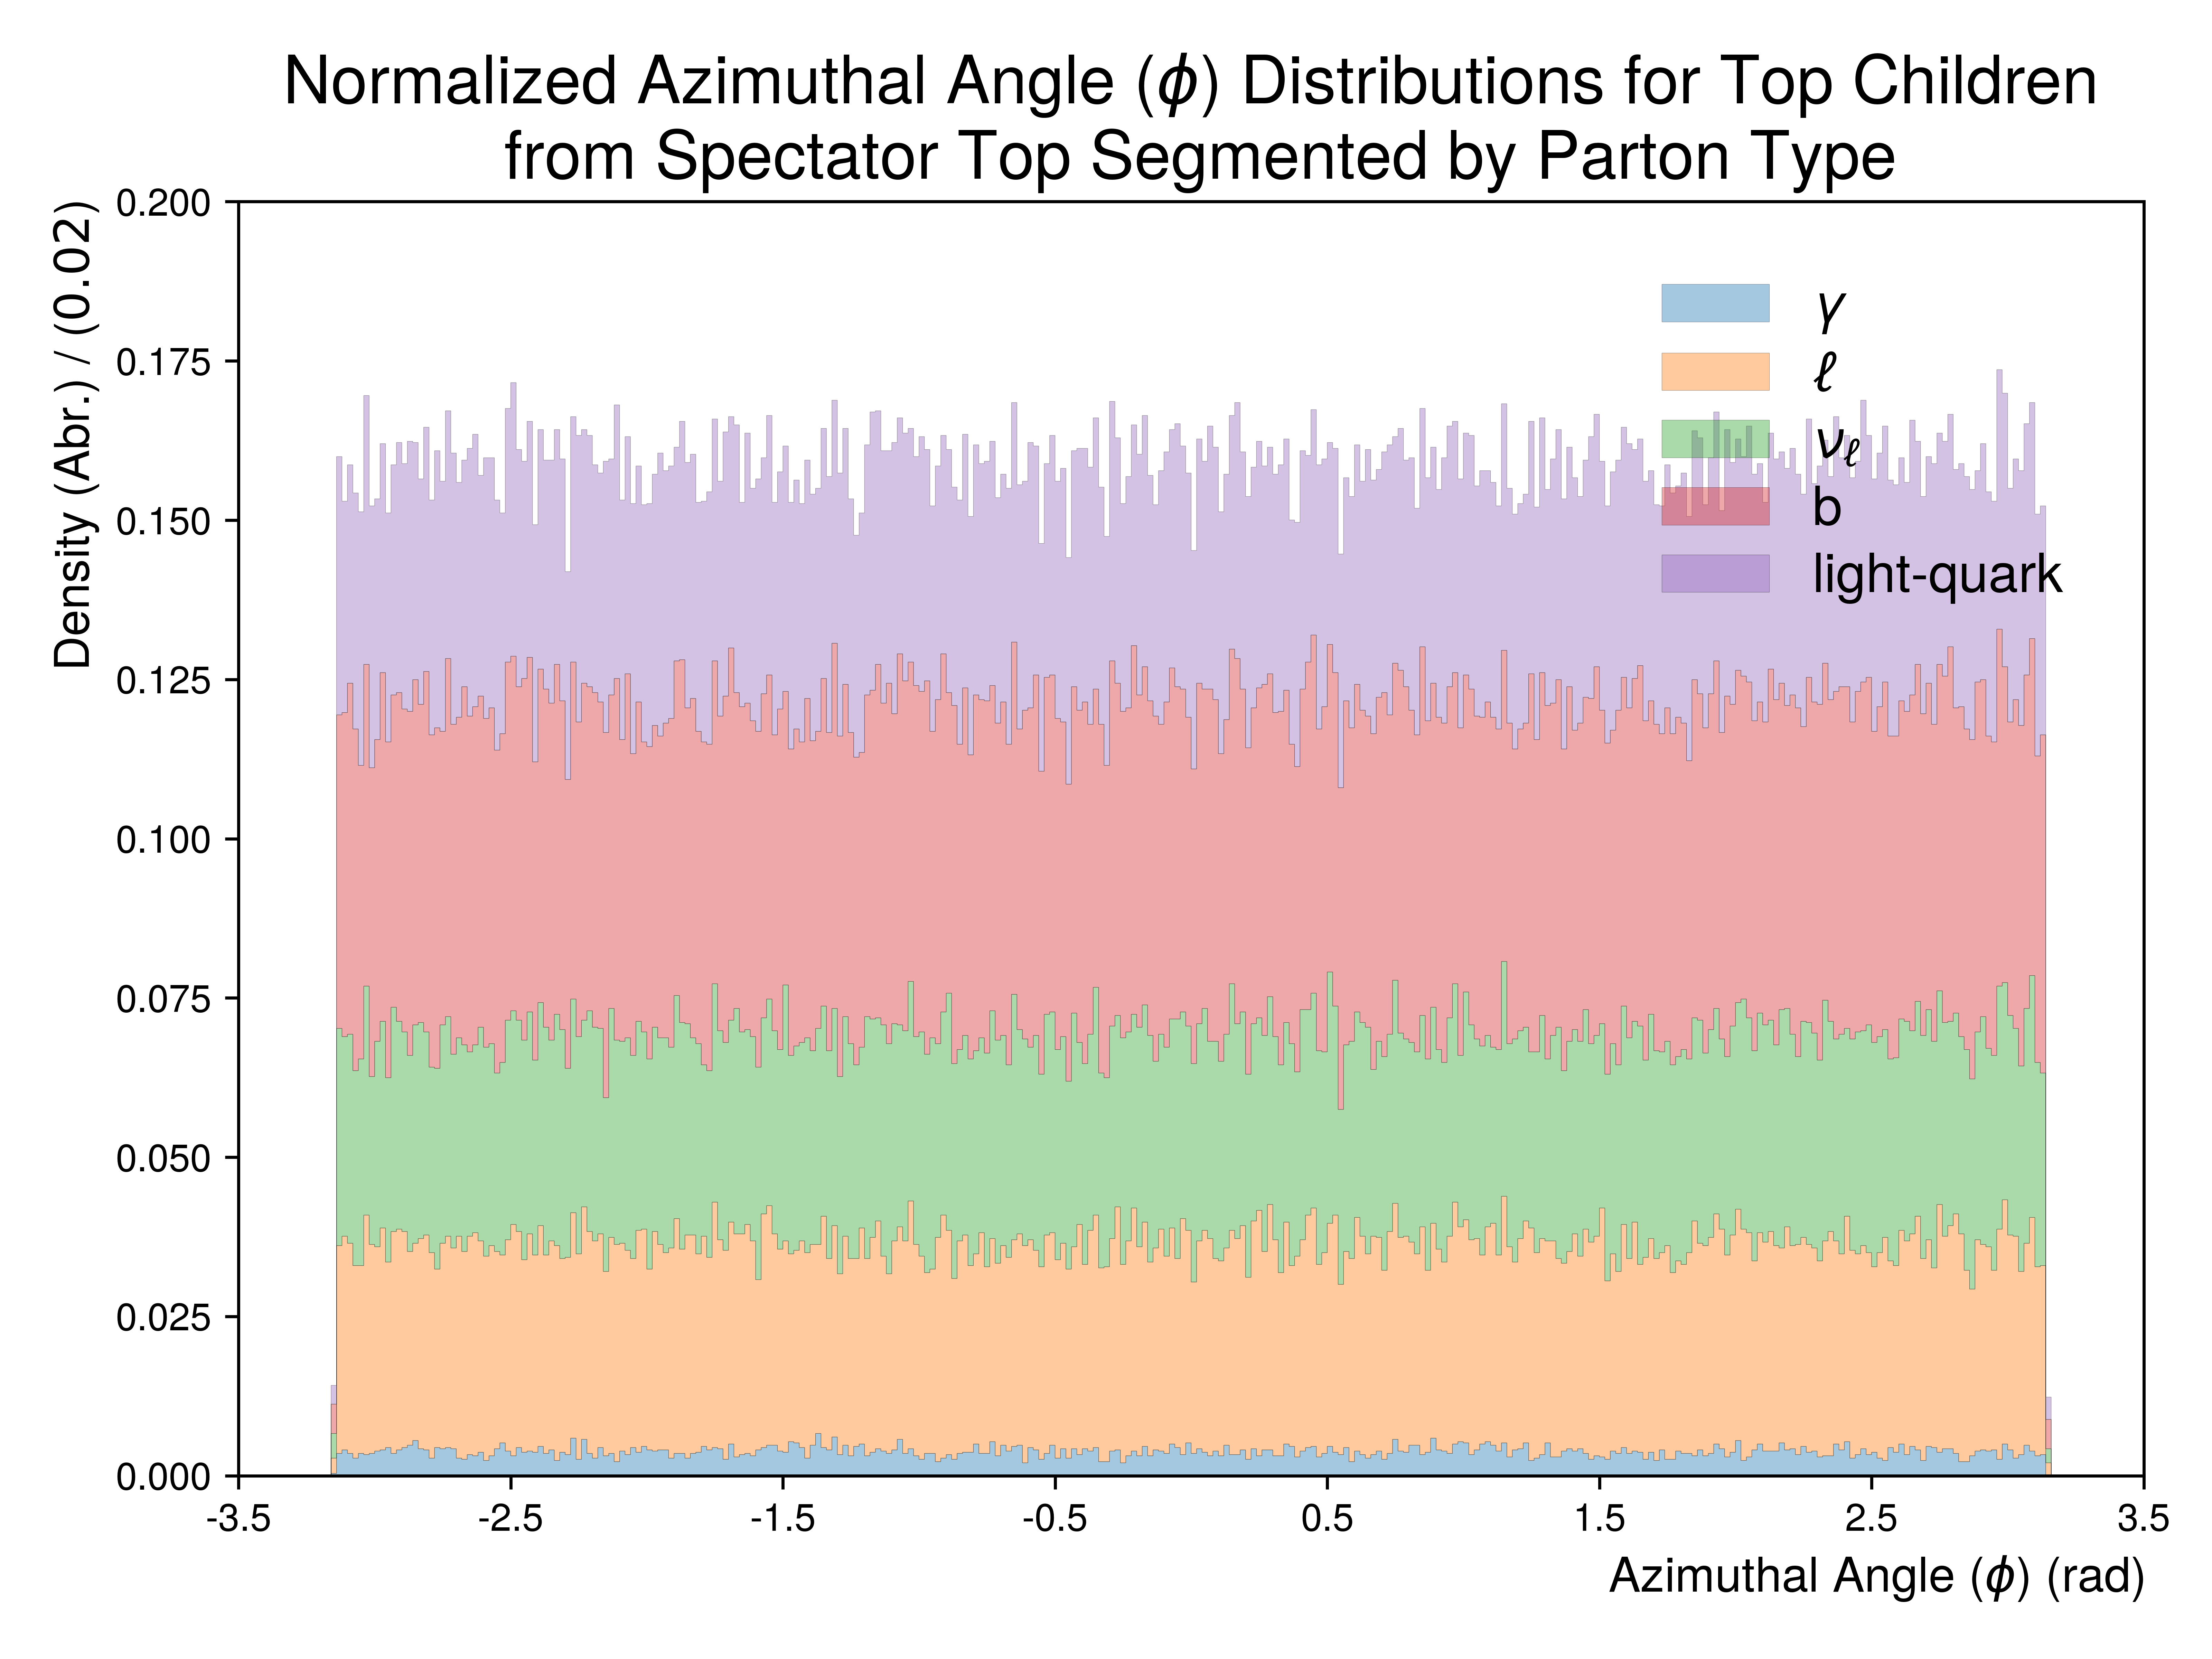 Normalized Azimuthal Angle (ϕ) Distributions for Top Children
from Spectator Top Segmented by Parton Type
Density (Abr.) / (0.02)
0.200
0.175
0.150
0.125
0.100
0.075
0.050
0.025
0.000
γ
ℓ
νℓ
b
light-quark
-3.5 -2.5 -1.5 -0.5 0.5 1.5 2.5 3.5
Azimuthal Angle (ϕ) (rad)